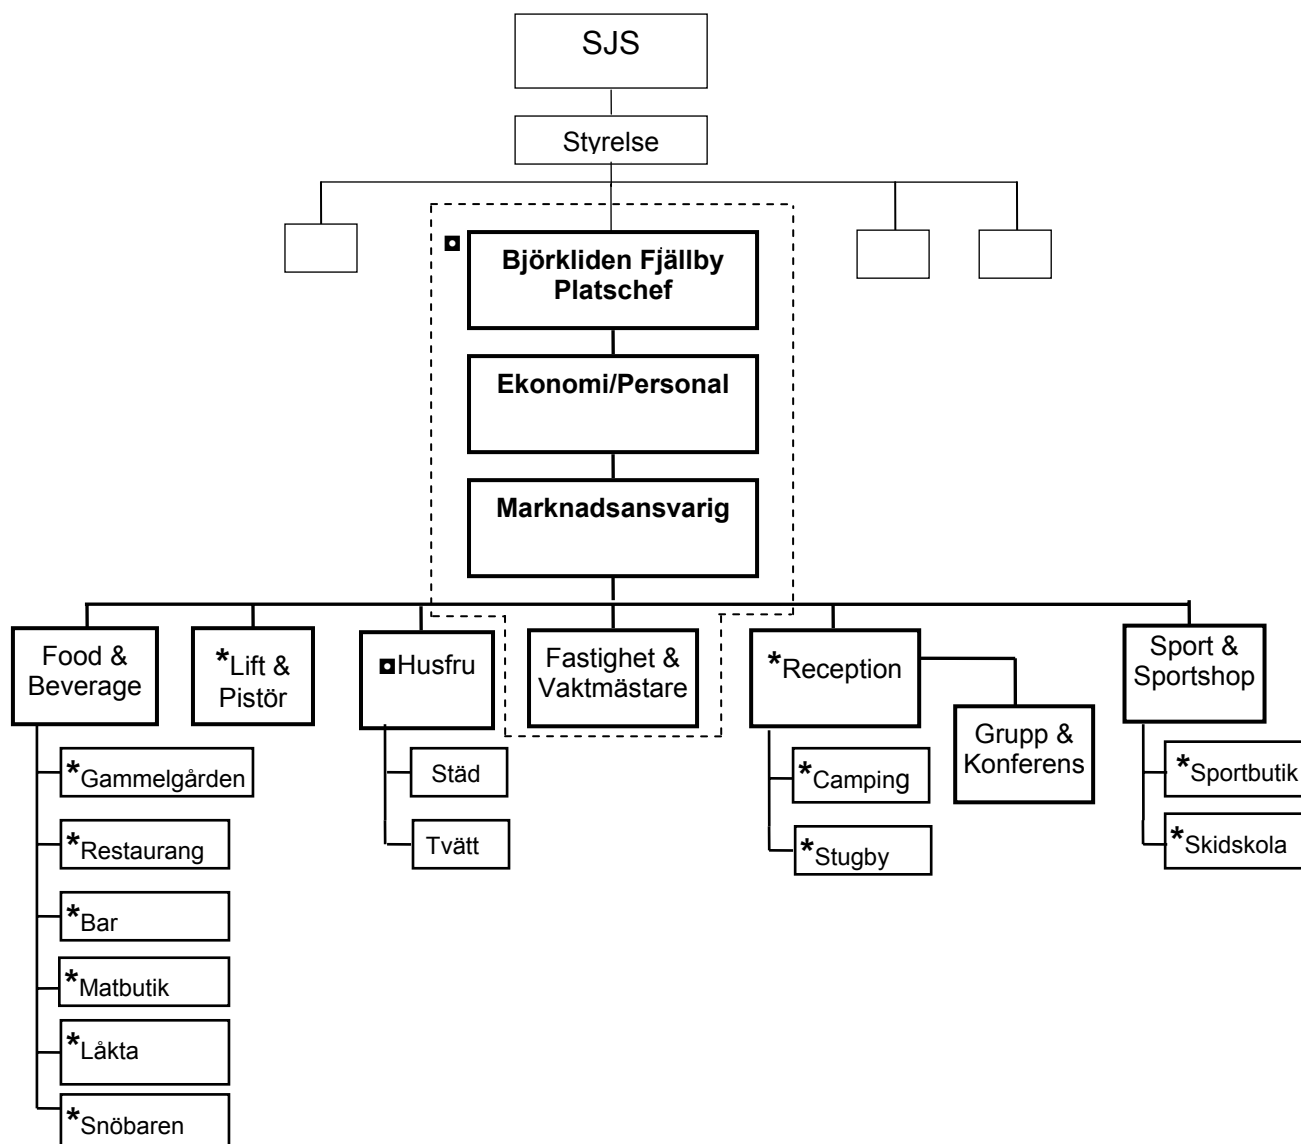 SJS
Styrelse
◘ Björkliden Fjällby
Platschef
Ekonomi/Personal
Marknadsansvarig
Food &
Beverage
*Lift &
Pistör
◘Husfru
Fastighet &
Vaktmästare
*Reception
Sport &
Sportshop
Grupp &
Konferens
*Gammelgården
*Restaurang
*Bar
*Matbutik
*Låkta
*Snöbaren
Städ
Tvätt
*Camping
*Stugby
*Sportbutik
*Skidskola